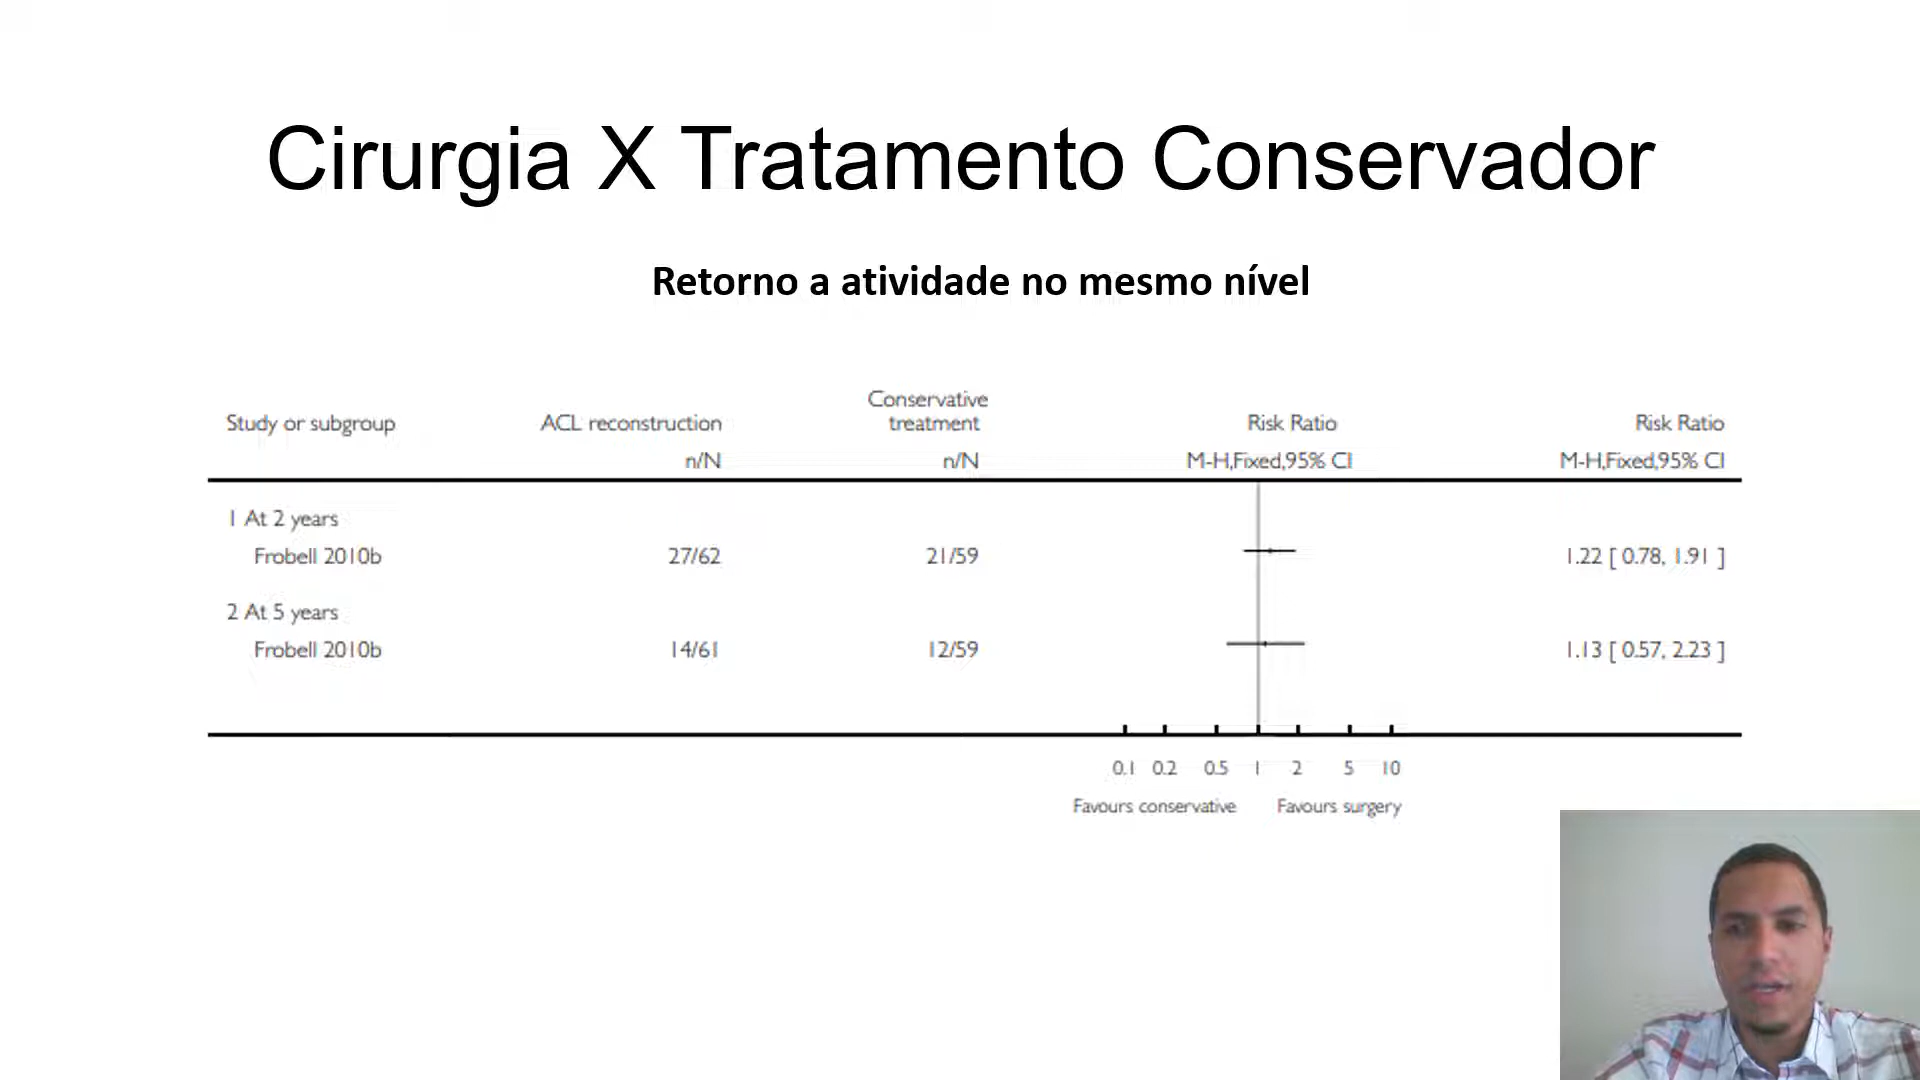 Cirurgia X Tratamento Conservador
Retorno a atividade no mesmo nível
Study or subgroup ACL reconstruction Conservative treatment Risk Ratio Risk Ratio
n/N n/N M-H,Fixed,95% CI M-H,Fixed,95% CI
1 At 2 years
Frobell 2010b 27/62 21/59 1.22 [ 0.78, 1.91 ]
2 At 5 years
Frobell 2010b 14/61 12/59 1.13 [ 0.57, 2.23 ]
0.1 0.2 0.5 1 2 5 10
Favours conservative Favours surgery